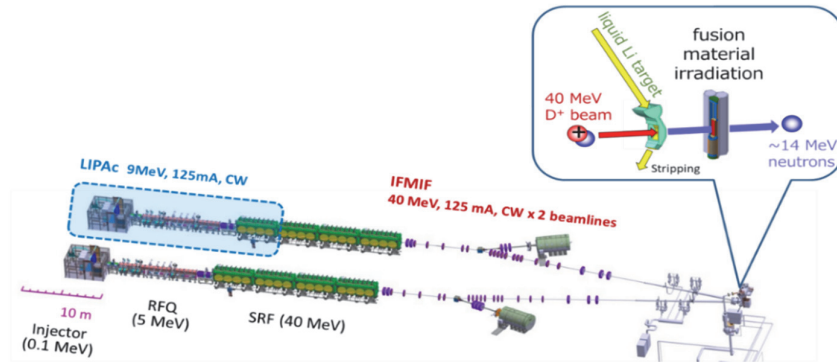 liquid Li target
fusion
material
irradiation
40 MeV
D⁺ beam
+
~14 MeV
neutrons
Stripping
LIPAc 9MeV, 125mA, CW
IFMIF
40 MeV, 125 mA, CW x 2 beamlines
10 m
Injector
(0.1 MeV)
RFQ
(5 MeV)
SRF (40 MeV)